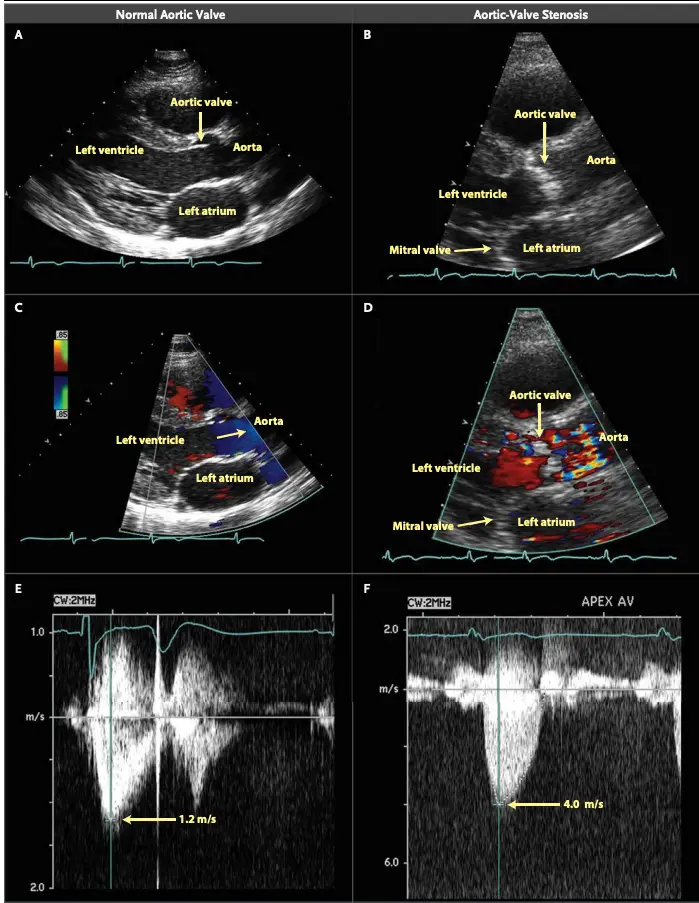 Normal Aortic Valve
Aortic-Valve Stenosis
A
Aortic valve
Left ventricle
Aorta
Left atrium
B
Aortic valve
Aorta
Left ventricle
Mitral valve
Left atrium
C
.85
.85
Aorta
Left ventricle
Left atrium
D
Aortic valve
Aorta
Left ventricle
Mitral valve
Left atrium
E
CW:2MHz
1.0
m/s
1.2 m/s
2.0
F
CW:2MHz
APEX AV
2.0
m/s
4.0 m/s
6.0